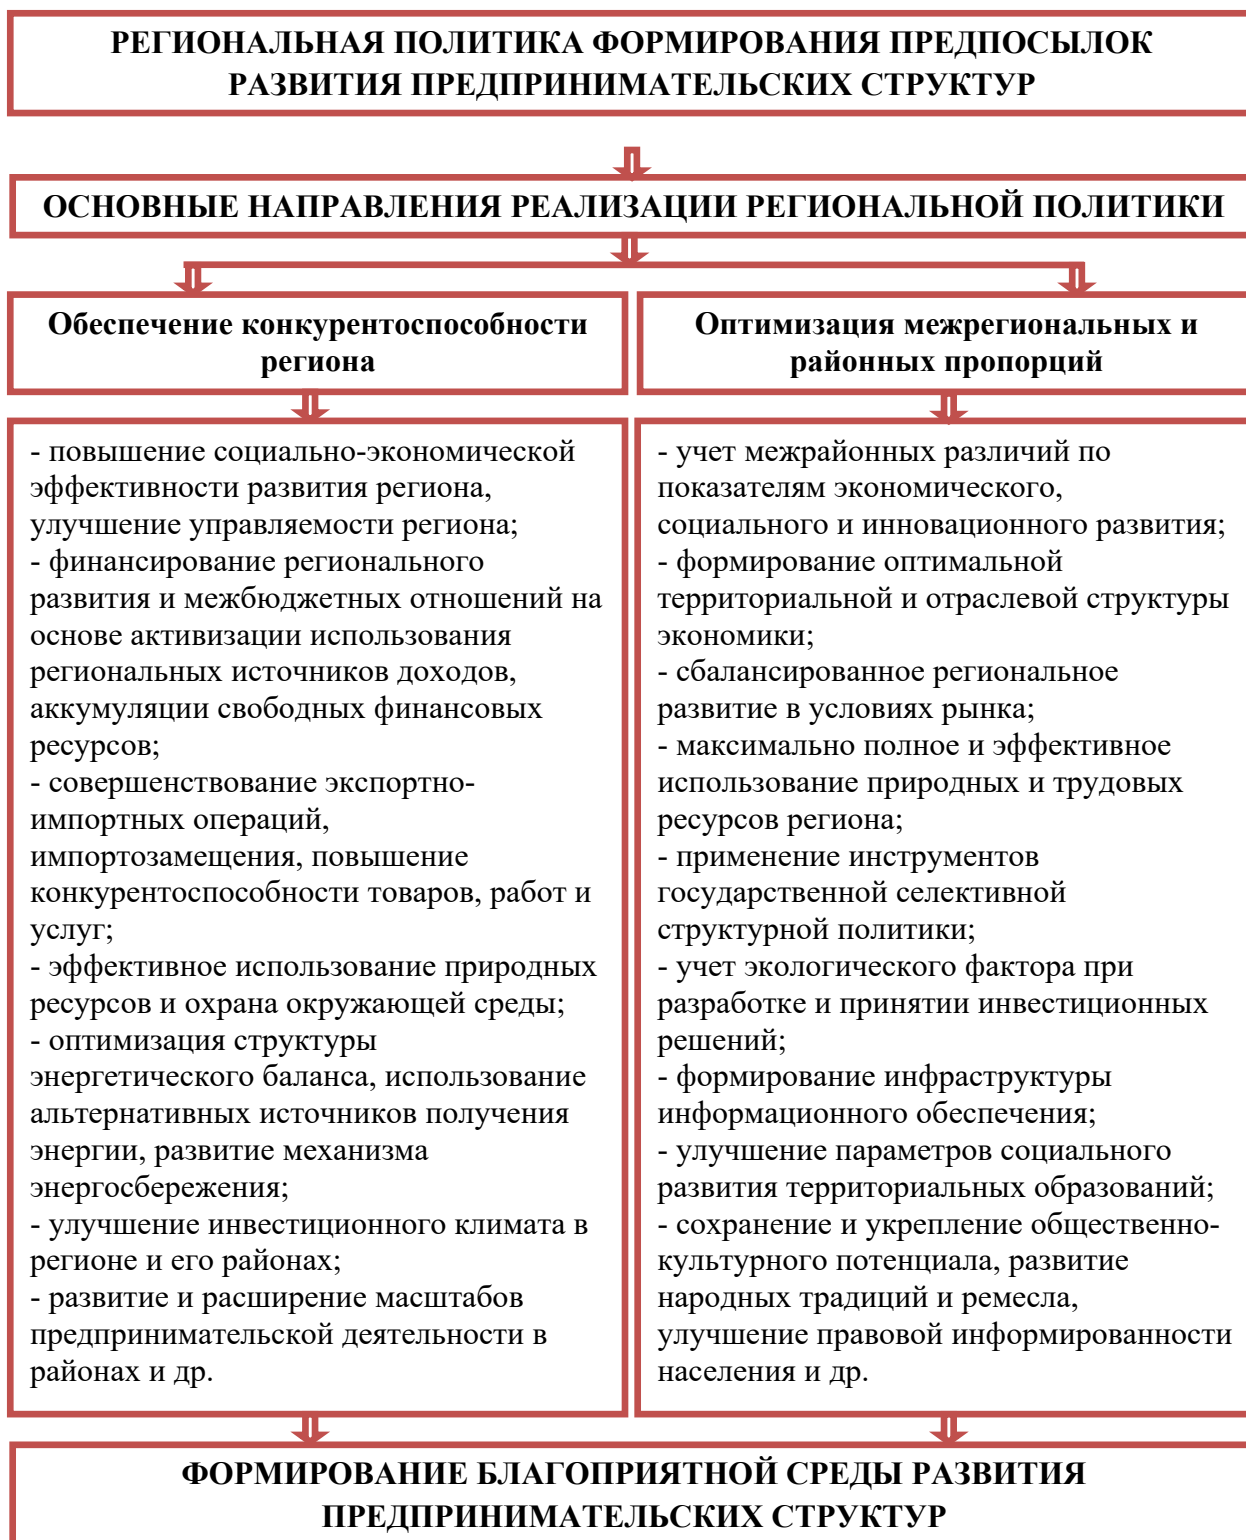 РЕГИОНАЛЬНАЯ ПОЛИТИКА ФОРМИРОВАНИЯ ПРЕДПОСЫЛОК
РАЗВИТИЯ ПРЕДПРИНИМАТЕЛЬСКИХ СТРУКТУР
ОСНОВНЫЕ НАПРАВЛЕНИЯ РЕАЛИЗАЦИИ РЕГИОНАЛЬНОЙ ПОЛИТИКИ
Обеспечение конкурентоспособности
региона
Оптимизация межрегиональных и
районных пропорций
- повышение социально-экономической
эффективности развития региона,
улучшение управляемости региона;
- финансирование регионального
развития и межбюджетных отношений на
основе активизации использования
региональных источников доходов,
аккумуляции свободных финансовых
ресурсов;
- совершенствование экспортно-
импортных операций,
импортозамещения, повышение
конкурентоспособности товаров, работ и
услуг;
- эффективное использование природных
ресурсов и охрана окружающей среды;
- оптимизация структуры
энергетического баланса, использование
альтернативных источников получения
энергии, развитие механизма
энергосбережения;
- улучшение инвестиционного климата в
регионе и его районах;
- развитие и расширение масштабов
предпринимательской деятельности в
районах и др.
- учет межрайонных различий по
показателям экономического,
социального и инновационного развития;
- формирование оптимальной
территориальной и отраслевой структуры
экономики;
- сбалансированное региональное
развитие в условиях рынка;
- максимально полное и эффективное
использование природных и трудовых
ресурсов региона;
- применение инструментов
государственной селективной
структурной политики;
- учет экологического фактора при
разработке и принятии инвестиционных
решений;
- формирование инфраструктуры
информационного обеспечения;
- улучшение параметров социального
развития территориальных образований;
- сохранение и укрепление общественно-
культурного потенциала, развитие
народных традиций и ремесла,
улучшение правовой информированности
населения и др.
ФОРМИРОВАНИЕ БЛАГОПРИЯТНОЙ СРЕДЫ РАЗВИТИЯ
ПРЕДПРИНИМАТЕЛЬСКИХ СТРУКТУР